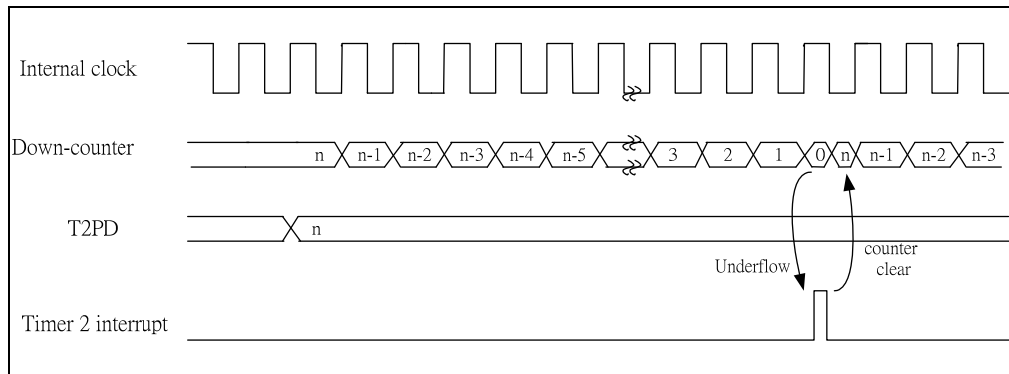 Internal clock
Down-counter n n-1 n-2 n-3 n-4 n-5 3 2 1 0 n n-1 n-2 n-3
T2PD n
Underflow
counter
clear
Timer 2 interrupt